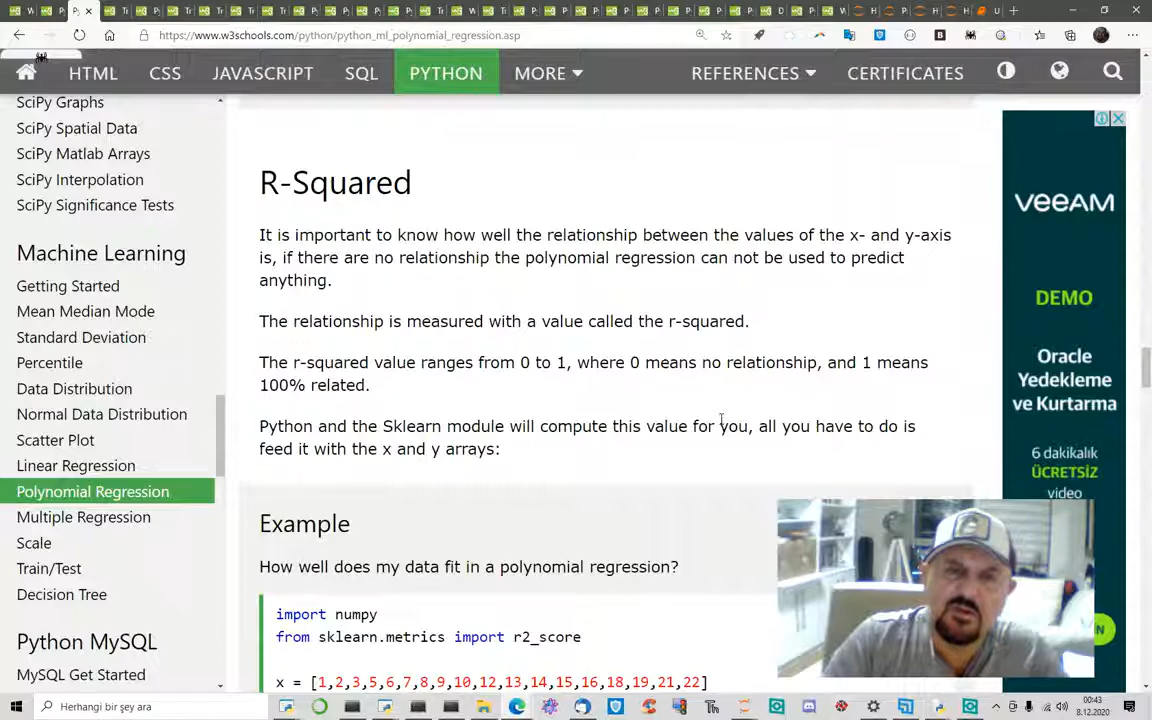 https://www.w3schools.com/python/python_ml_polynomial_regression.asp
HTML CSS JAVASCRIPT SQL PYTHON MORE REFERENCES CERTIFICATES
SciPy Graphs
SciPy Spatial Data
SciPy Matlab Arrays
SciPy Interpolation
SciPy Significance Tests
Machine Learning
Getting Started
Mean Median Mode
Standard Deviation
Percentile
Data Distribution
Normal Data Distribution
Scatter Plot
Linear Regression
Polynomial Regression
Multiple Regression
Scale
Train/Test
Decision Tree
Python MySQL
MySQL Get Started
R-Squared
It is important to know how well the relationship between the values of the x- and y-axis
is, if there are no relationship the polynomial regression can not be used to predict
anything.
The relationship is measured with a value called the r-squared.
The r-squared value ranges from 0 to 1, where 0 means no relationship, and 1 means
100% related.
Python and the Sklearn module will compute this value for you, all you have to do is
feed it with the x and y arrays:
Example
How well does my data fit in a polynomial regression?
import numpy
from sklearn.metrics import r2_score
x = [1,2,3,5,6,7,8,9,10,12,13,14,15,16,18,19,21,22]
VEEAM
DEMO
Oracle
Yedekleme
ve Kurtarma
6 dakikalık
ÜCRETSİZ
video
Herhangi bir şey ara
00:43
8.12.2020